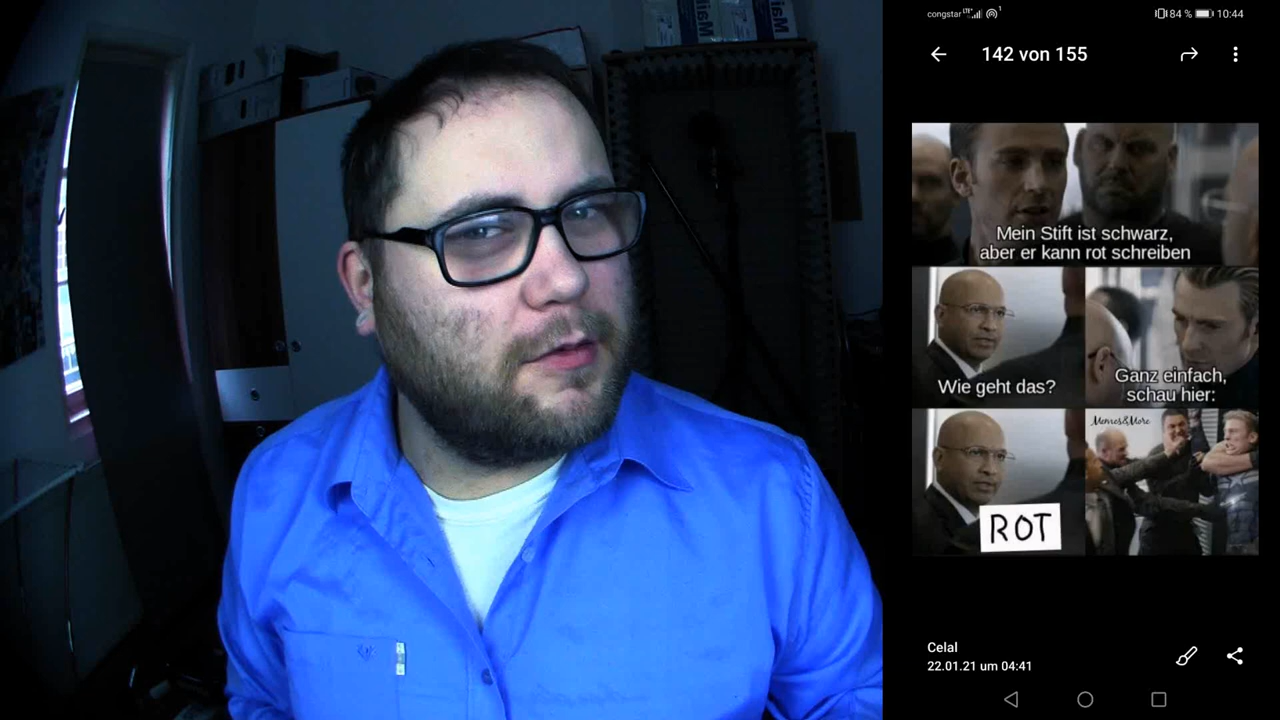 congstar
84 % 10:44
142 von 155
Mein Stift ist schwarz,
aber er kann rot schreiben
Wie geht das?
Ganz einfach,
schau hier:
Memes&More
ROT
Celal
22.01.21 um 04:41